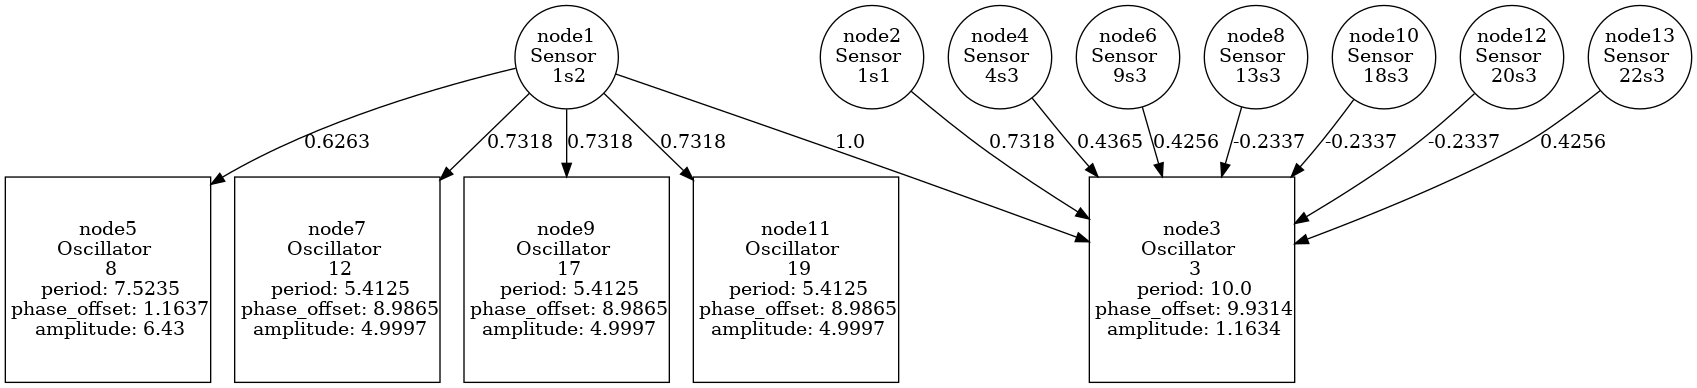 node1
Sensor
1s2
node2
Sensor
1s1
node4
Sensor
4s3
node6
Sensor
9s3
node8
Sensor
13s3
node10
Sensor
18s3
node12
Sensor
20s3
node13
Sensor
22s3
0.6263
0.7318
0.7318
0.7318
1.0
0.7318
0.4365
0.4256
-0.2337
-0.2337
-0.2337
0.4256
node5
Oscillator
8
period: 7.5235
phase_offset: 1.1637
amplitude: 6.43
node7
Oscillator
12
period: 5.4125
phase_offset: 8.9865
amplitude: 4.9997
node9
Oscillator
17
period: 5.4125
phase_offset: 8.9865
amplitude: 4.9997
node11
Oscillator
19
period: 5.4125
phase_offset: 8.9865
amplitude: 4.9997
node3
Oscillator
3
period: 10.0
phase_offset: 9.9314
amplitude: 1.1634